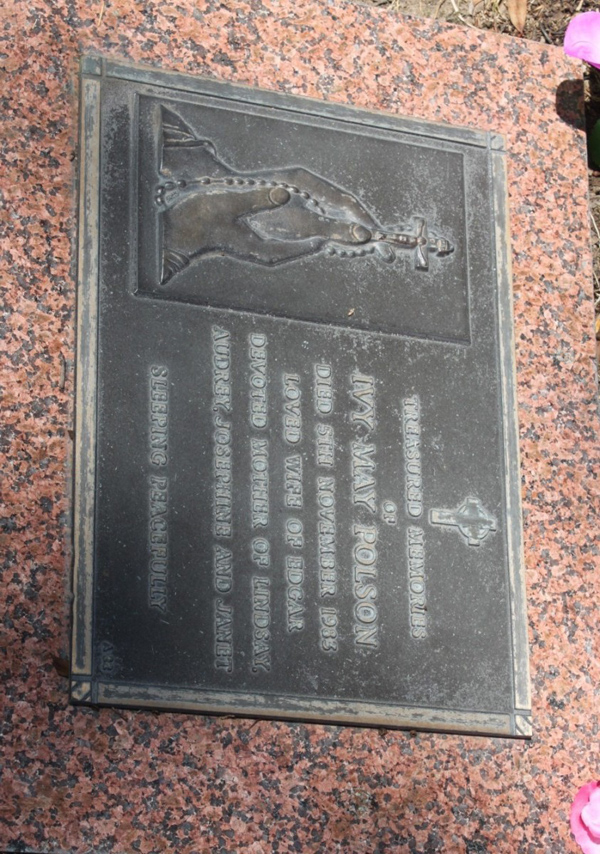 TREASURED MEMORIES
OF
IVY MAY POLSON
DIED 5TH NOVEMBER 1983
LOVED WIFE OF EDGAR
DEVOTED MOTHER OF LINDSAY,
AUDREY, JOSEPHINE AND JANET
SLEEPING PEACEFULLY